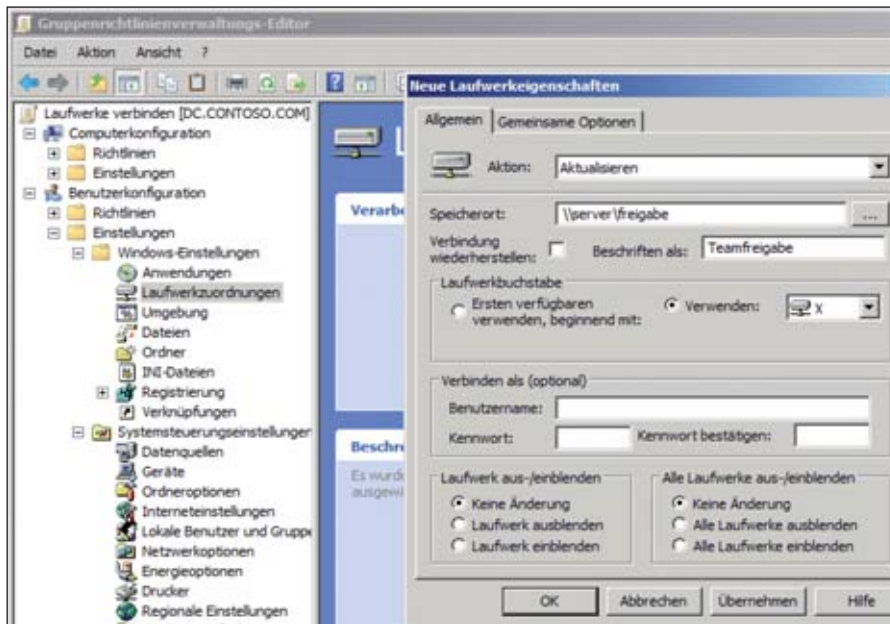 Gruppenrichtlinienverwaltungs-Editor
Datei Aktion Ansicht ?
Laufwerke verbinden [DC.CONTOSO.COM]
Computerkonfiguration
Richtlinien
Einstellungen
Benutzerkonfiguration
Richtlinien
Einstellungen
Windows-Einstellungen
Anwendungen
Laufwerkzuordnungen
Umgebung
Dateien
Ordner
INI-Dateien
Registrierung
Verknüpfungen
Systemsteuerungseinstellungen
Datenquellen
Geräte
Ordneroptionen
Interneteinstellungen
Lokale Benutzer und Gruppe
Netzwerkoptionen
Energieoptionen
Drucker
Regionale Einstellungen
L
Verarbe
Beschre
Es wurde
ausgewä
Neue Laufwerkeigenschaften
Allgemein Gemeinsame Optionen
Aktion: Aktualisieren
Speicherort: \\server\freigabe ...
Verbindung
wiederherstellen: Beschriften als: Teamfreigabe
Laufwerkbuchstabe
Ersten verfügbaren
verwenden, beginnend mit: Verwenden: X
Verbinden als (optional)
Benutzername:
Kennwort: Kennwort bestätigen:
Laufwerk aus-/einblenden
Keine Änderung
Laufwerk ausblenden
Laufwerk einblenden
Alle Laufwerke aus-/einblenden
Keine Änderung
Alle Laufwerke ausblenden
Alle Laufwerke einblenden
OK Abbrechen Übernehmen Hilfe